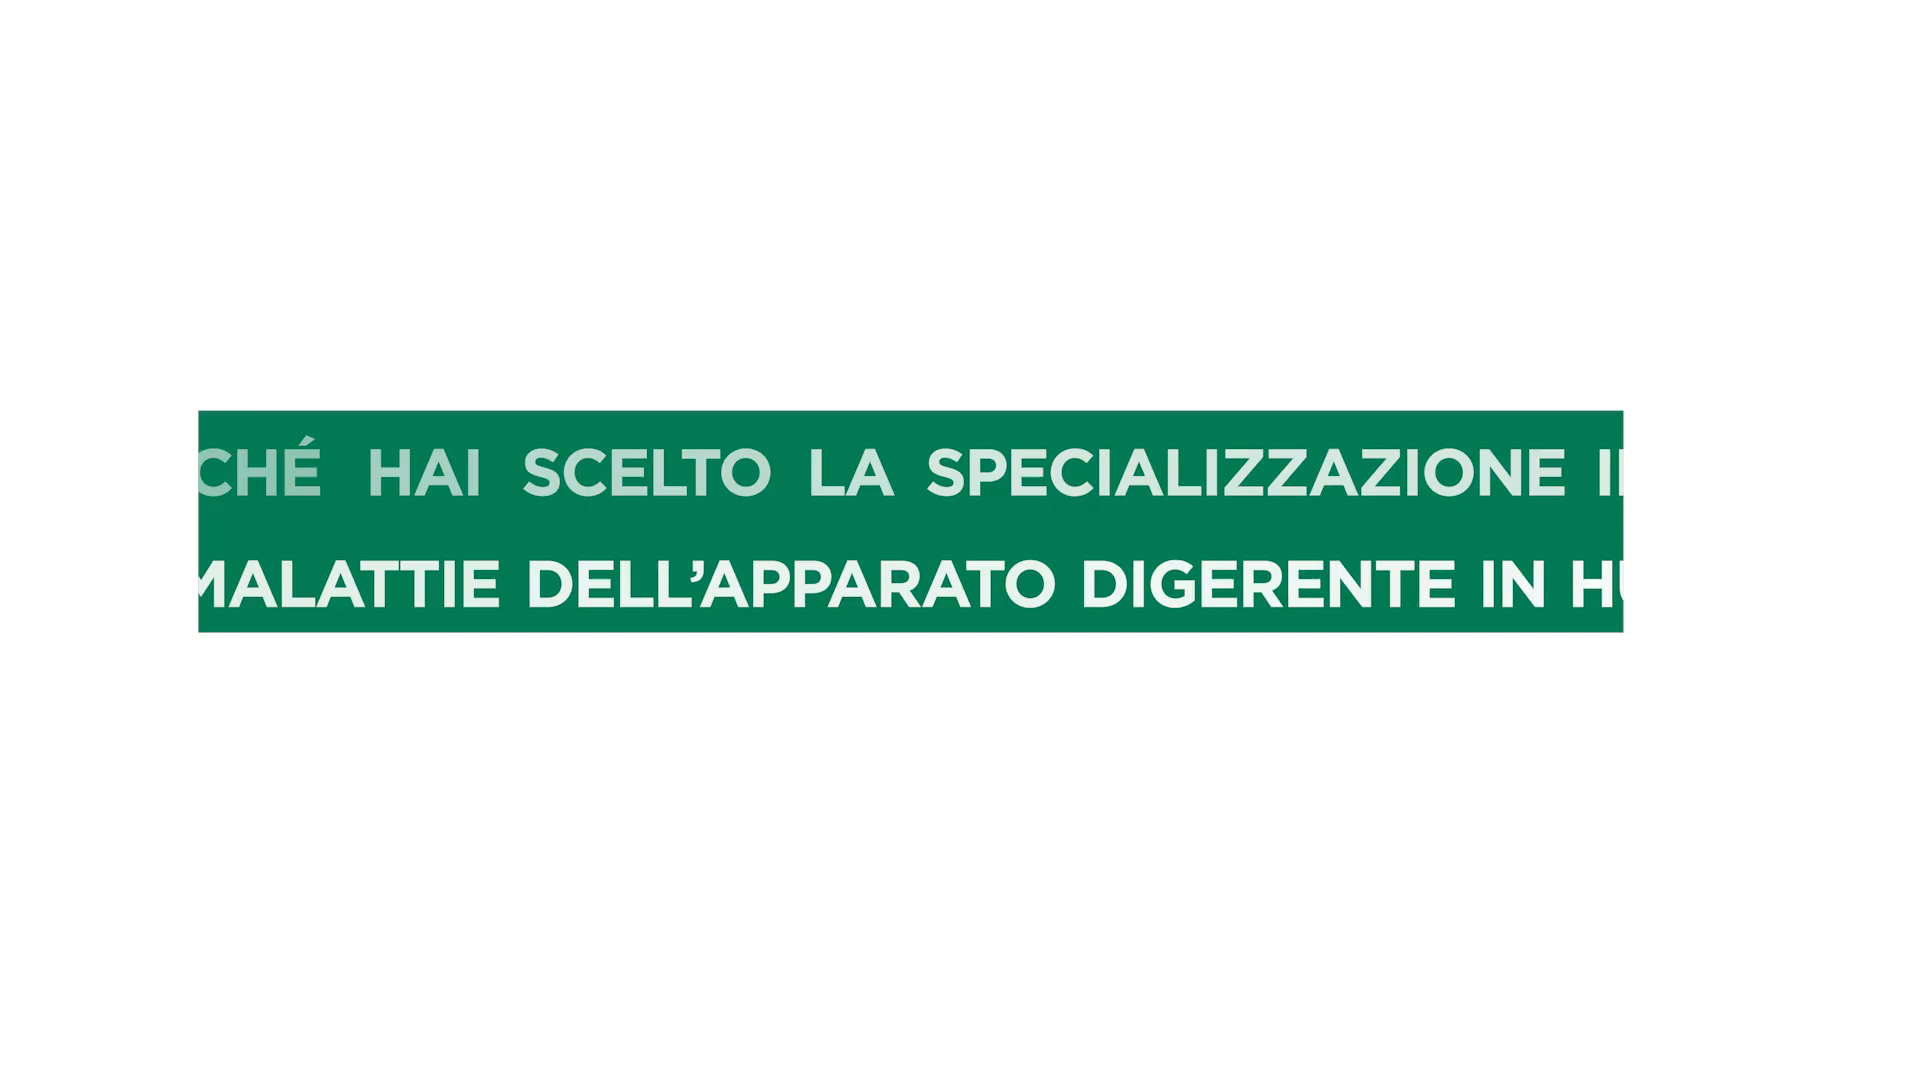 CHÉ HAI SCELTO LA SPECIALIZZAZIONE
MALATTIE DELL’APPARATO DIGERENTE IN